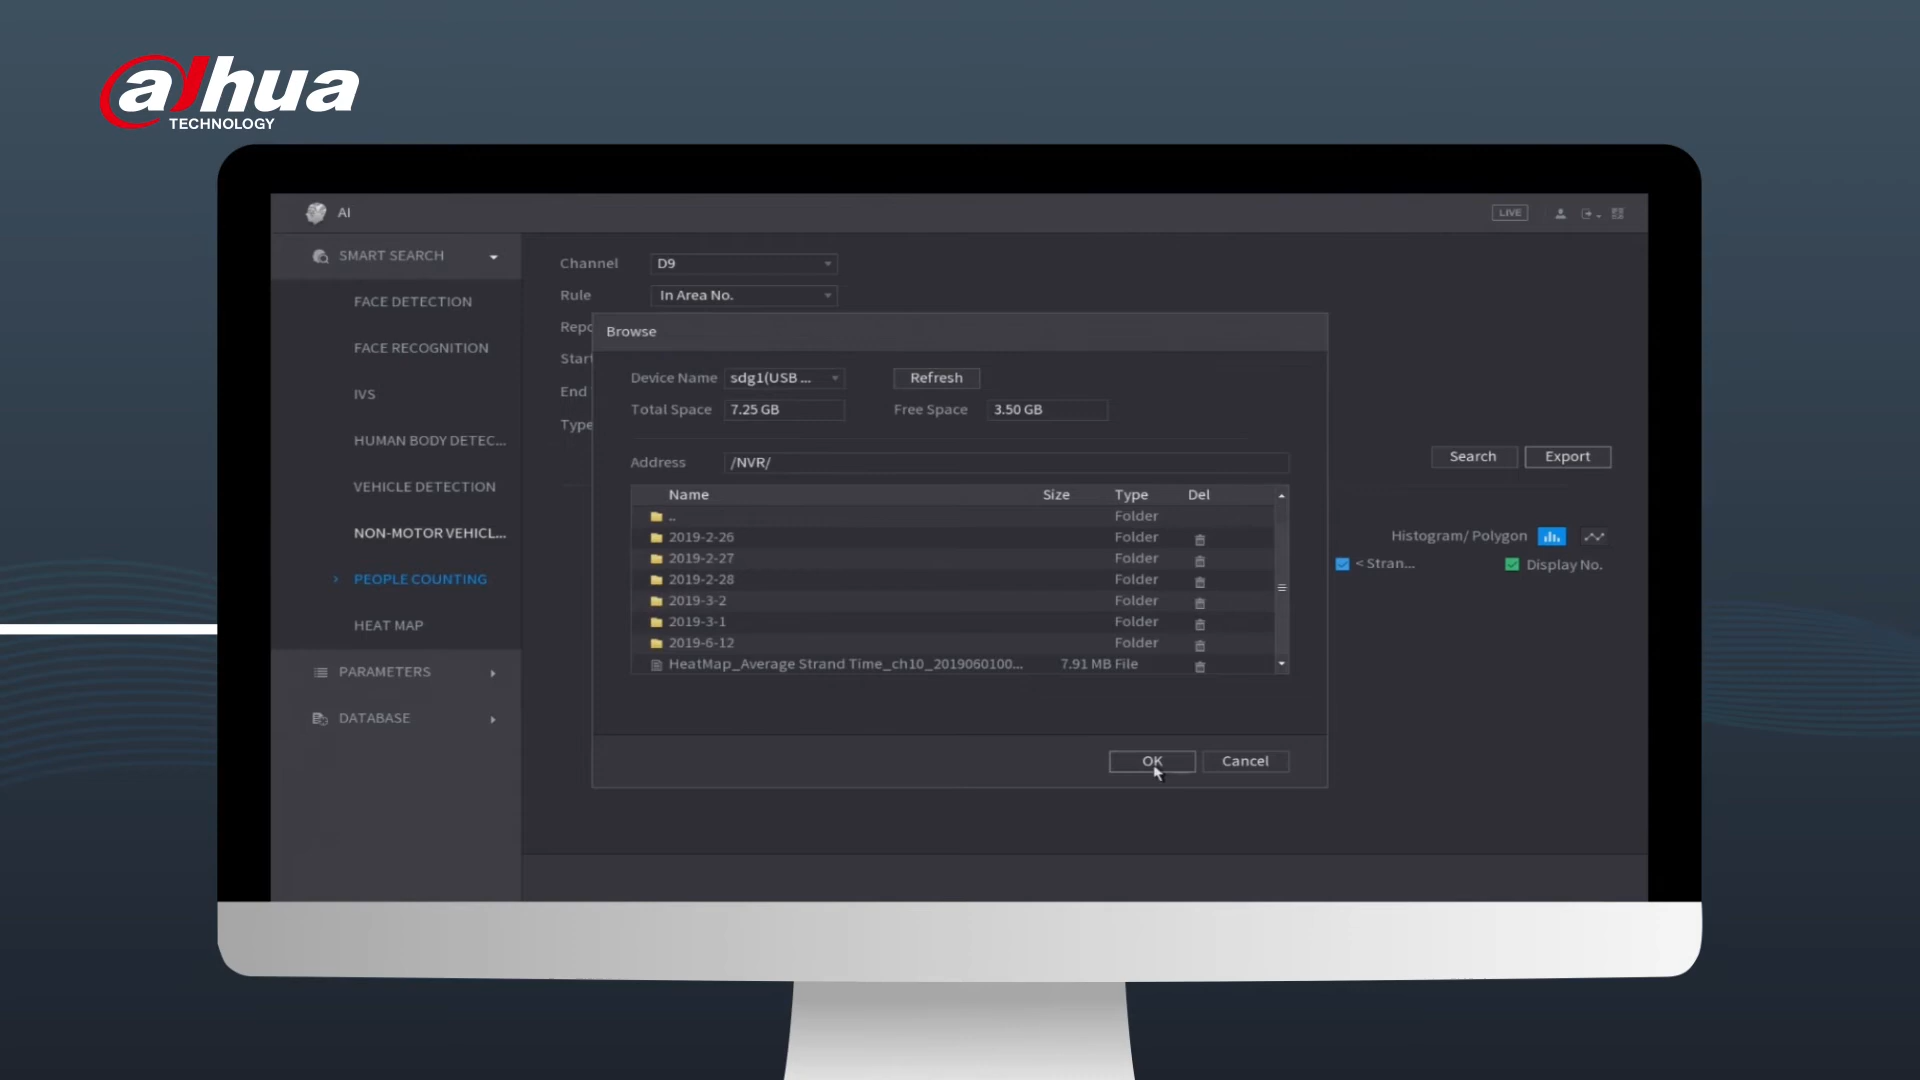 alhua
TECHNOLOGY
AI
LIVE
SMART SEARCH
FACE DETECTION
FACE RECOGNITION
IVS
HUMAN BODY DETEC...
VEHICLE DETECTION
NON-MOTOR VEHICL...
PEOPLE COUNTING
HEAT MAP
PARAMETERS
DATABASE
Channel D9
Rule In Area No.
Repo
Start
End
Type
Search Export
Histogram/ Polygon
< Stran... Display No.
Browse
Device Name sdg1(USB ... Refresh
Total Space 7.25 GB Free Space 3.50 GB
Address /NVR/
Name Size Type Del
.. Folder
2019-2-26 Folder
2019-2-27 Folder
2019-2-28 Folder
2019-3-2 Folder
2019-3-1 Folder
2019-6-12 Folder
HeatMap_Average Strand Time_ch10_2019060100... 7.91 MB File
OK Cancel